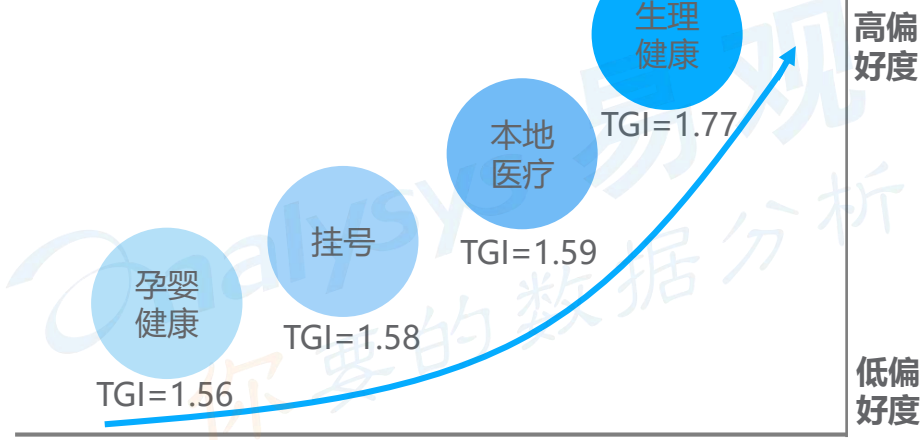 生理
健康
高偏
好度
TGI=1.77
本地
医疗
TGI=1.59
挂号
TGI=1.58
孕婴
健康
TGI=1.56
低偏
好度
analysys 易观
你要的数据分析